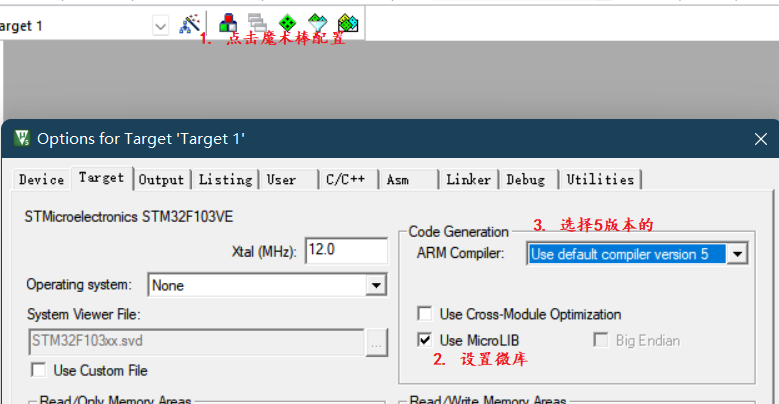 arget 1
1. 点击魔术棒配置
Options for Target 'Target 1'
Device Target Output Listing User C/C++ Asm Linker Debug Utilities
STMicroelectronics STM32F103VE
Xtal (MHz): 12.0
Operating system: None
System Viewer File:
STM32F103xx.svd ...
Use Custom File
3. 选择5版本的
Code Generation
ARM Compiler: Use default compiler version 5
Use Cross-Module Optimization
Use MicroLIB Big Endian
2. 设置微库
Read/Only Memory Areas Read/Write Memory Areas